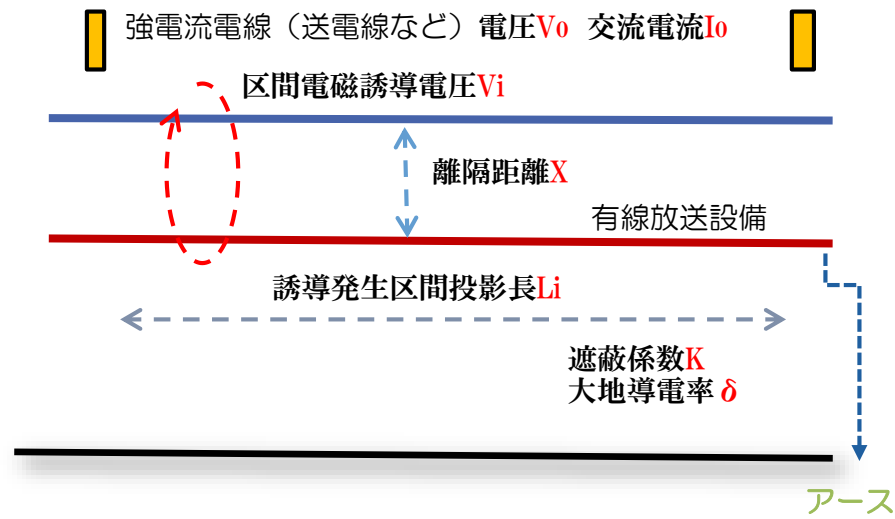 強電流電線（送電線など）電圧V0 交流電流I0
区間電磁誘導電圧Vi
離隔距離X
有線放送設備
誘導発生区間投影長Li
遮蔽係数K
大地導電率δ
アース